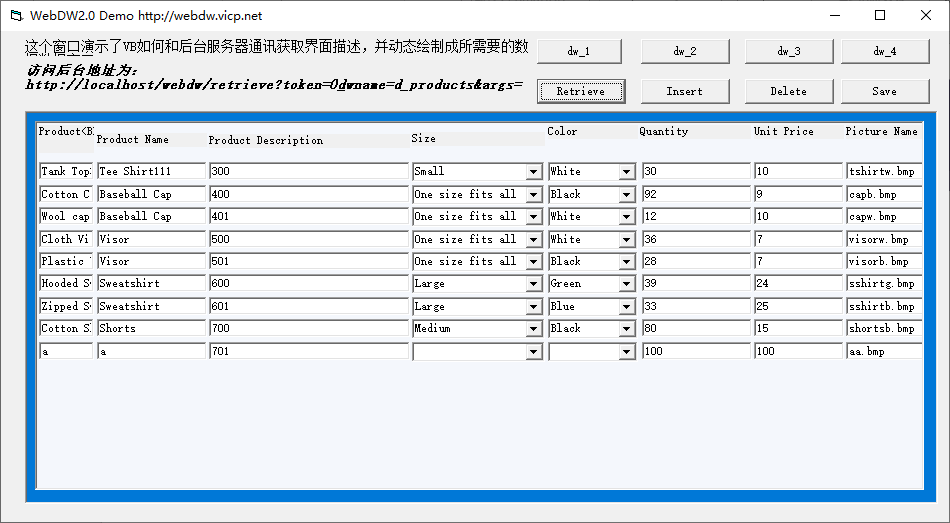 WebDW2.0 Demo http://webdw.vicp.net
这个窗口演示了VB如何和后台服务器通讯获取界面描述，并动态绘制成所需要的数
访问后台地址为：
http://localhost/webdw/retrieve?token=0dwname=d_products&args=
dw_1 dw_2 dw_3 dw_4
Retrieve Insert Delete Save
Product<B Product Name Product Description Size Color Quantity Unit Price Picture Name
Tank Top Tee Shirt111 300 Small White 30 10 tshirtw.bmp
Cotton C Baseball Cap 400 One size fits all Black 92 9 capb.bmp
Wool cap Baseball Cap 401 One size fits all White 12 10 capw.bmp
Cloth Vi Visor 500 One size fits all White 36 7 visorw.bmp
Plastic Visor 501 One size fits all Black 28 7 visorb.bmp
Hooded S Sweatshirt 600 Large Green 39 24 sshirtg.bmp
Zipped S Sweatshirt 601 Large Blue 33 25 sshirtb.bmp
Cotton S Shorts 700 Medium Black 80 15 shortsb.bmp
a a 701 100 100 aa.bmp